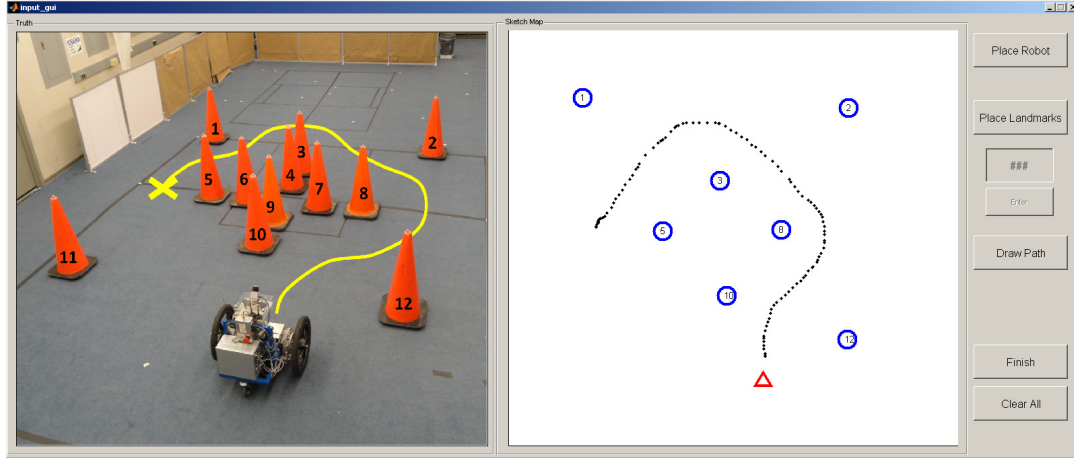 input_gui
Truth
1
2
3
4
5
6
7
8
9
10
11
12
Sketch Map
1
2
3
5
8
10
12
Place Robot
Place Landmarks
###
Enter
Draw Path
Finish
Clear All